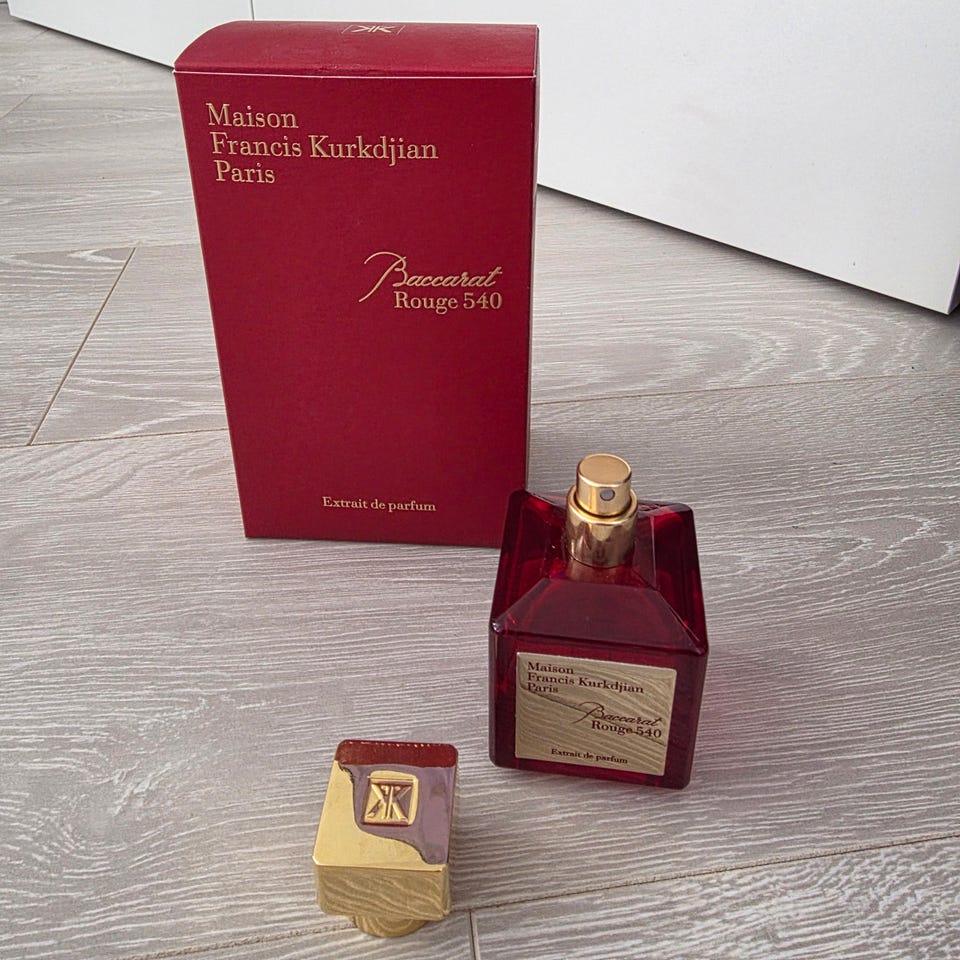 Maison
Francis Kurkdjian
Paris
Baccarat
Rouge 540
Extrait de parfum
Maison
Francis Kurkdjian
Paris
Baccarat
Rouge 540
Extrait de parfum